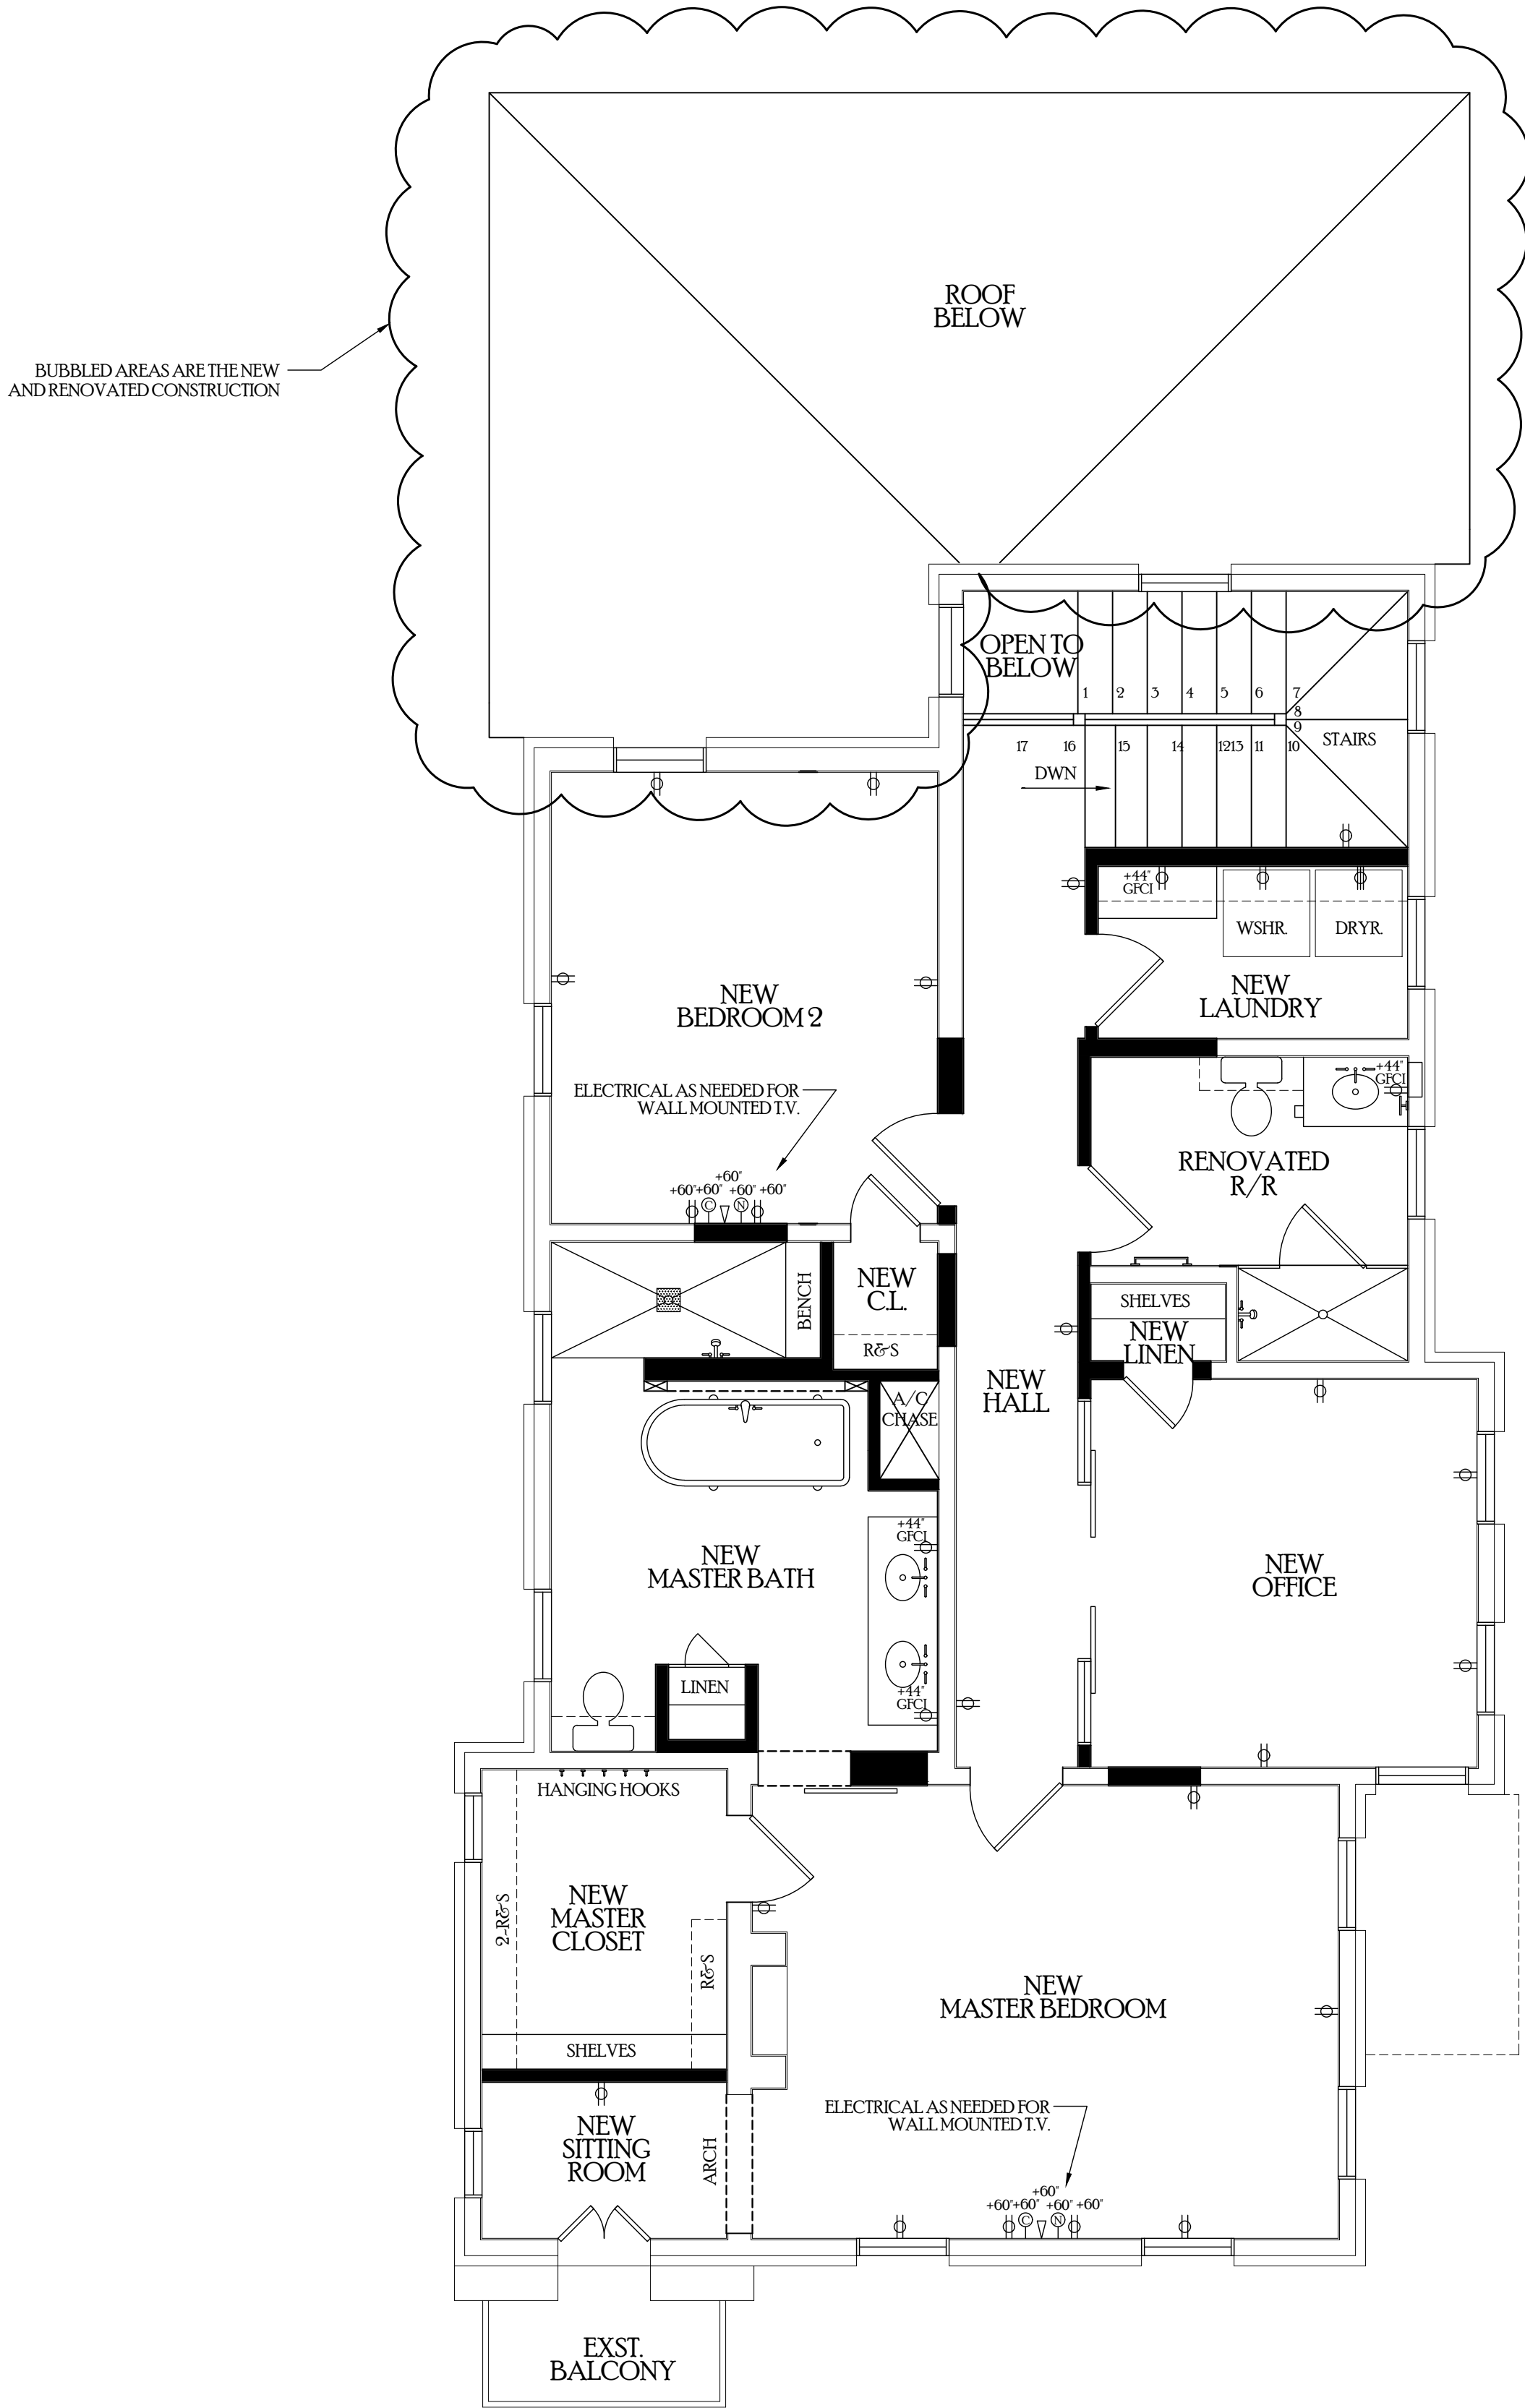 ROOF
BELOW
BUBBLED AREAS ARE THE NEW
AND RENOVATED CONSTRUCTION
OPEN TO
BELOW
1 2 3 4 5 6 7
8
9
17 16 15 14 12 13 11 10
STAIRS
DWN
+44"
GFCI
WSHR.
DRYR.
NEW
LAUNDRY
NEW
BEDROOM 2
ELECTRICAL AS NEEDED FOR
WALL MOUNTED T.V.
+60"
+60" +60" +60" +60"
C N
+44"
GFCI
RENOVATED
R/R
BENCH
NEW
C.L.
R&S
SHELVES
NEW
LINEN
NEW
HALL
A/C
CHASE
+44"
GFCI
NEW
MASTER BATH
NEW
OFFICE
LINEN
+44"
GFCI
HANGING HOOKS
2-R&S
NEW
MASTER
CLOSET
R&S
SHELVES
NEW
MASTER BEDROOM
ELECTRICAL AS NEEDED FOR
WALL MOUNTED T.V.
NEW
SITTING
ROOM
ARCH
+60"
+60" +60" +60" +60"
C N
EXST.
BALCONY